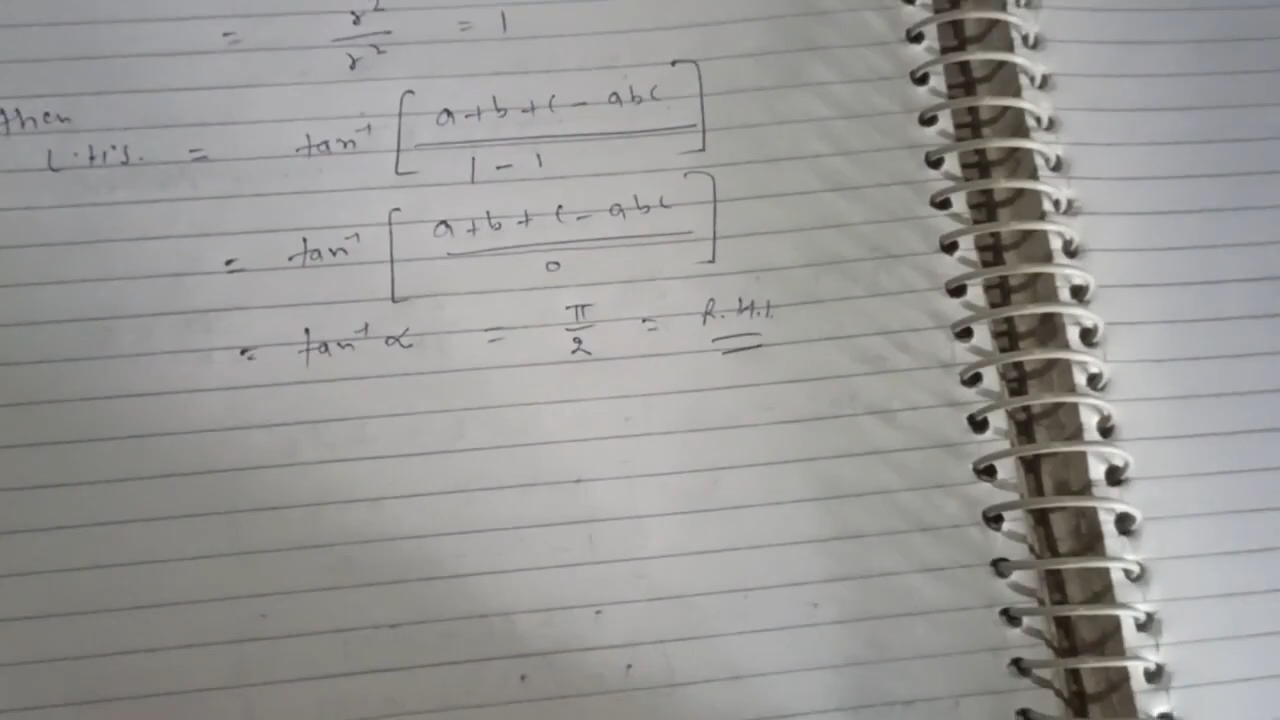 = r²/r² = 1
then
L.H.S. = tan⁻¹ [ a+b+c - abc / 1 - 1 ]
= tan⁻¹ [ a+b+c - abc / 0 ]
= tan⁻¹ ∝ = π/2 = R.H.S.